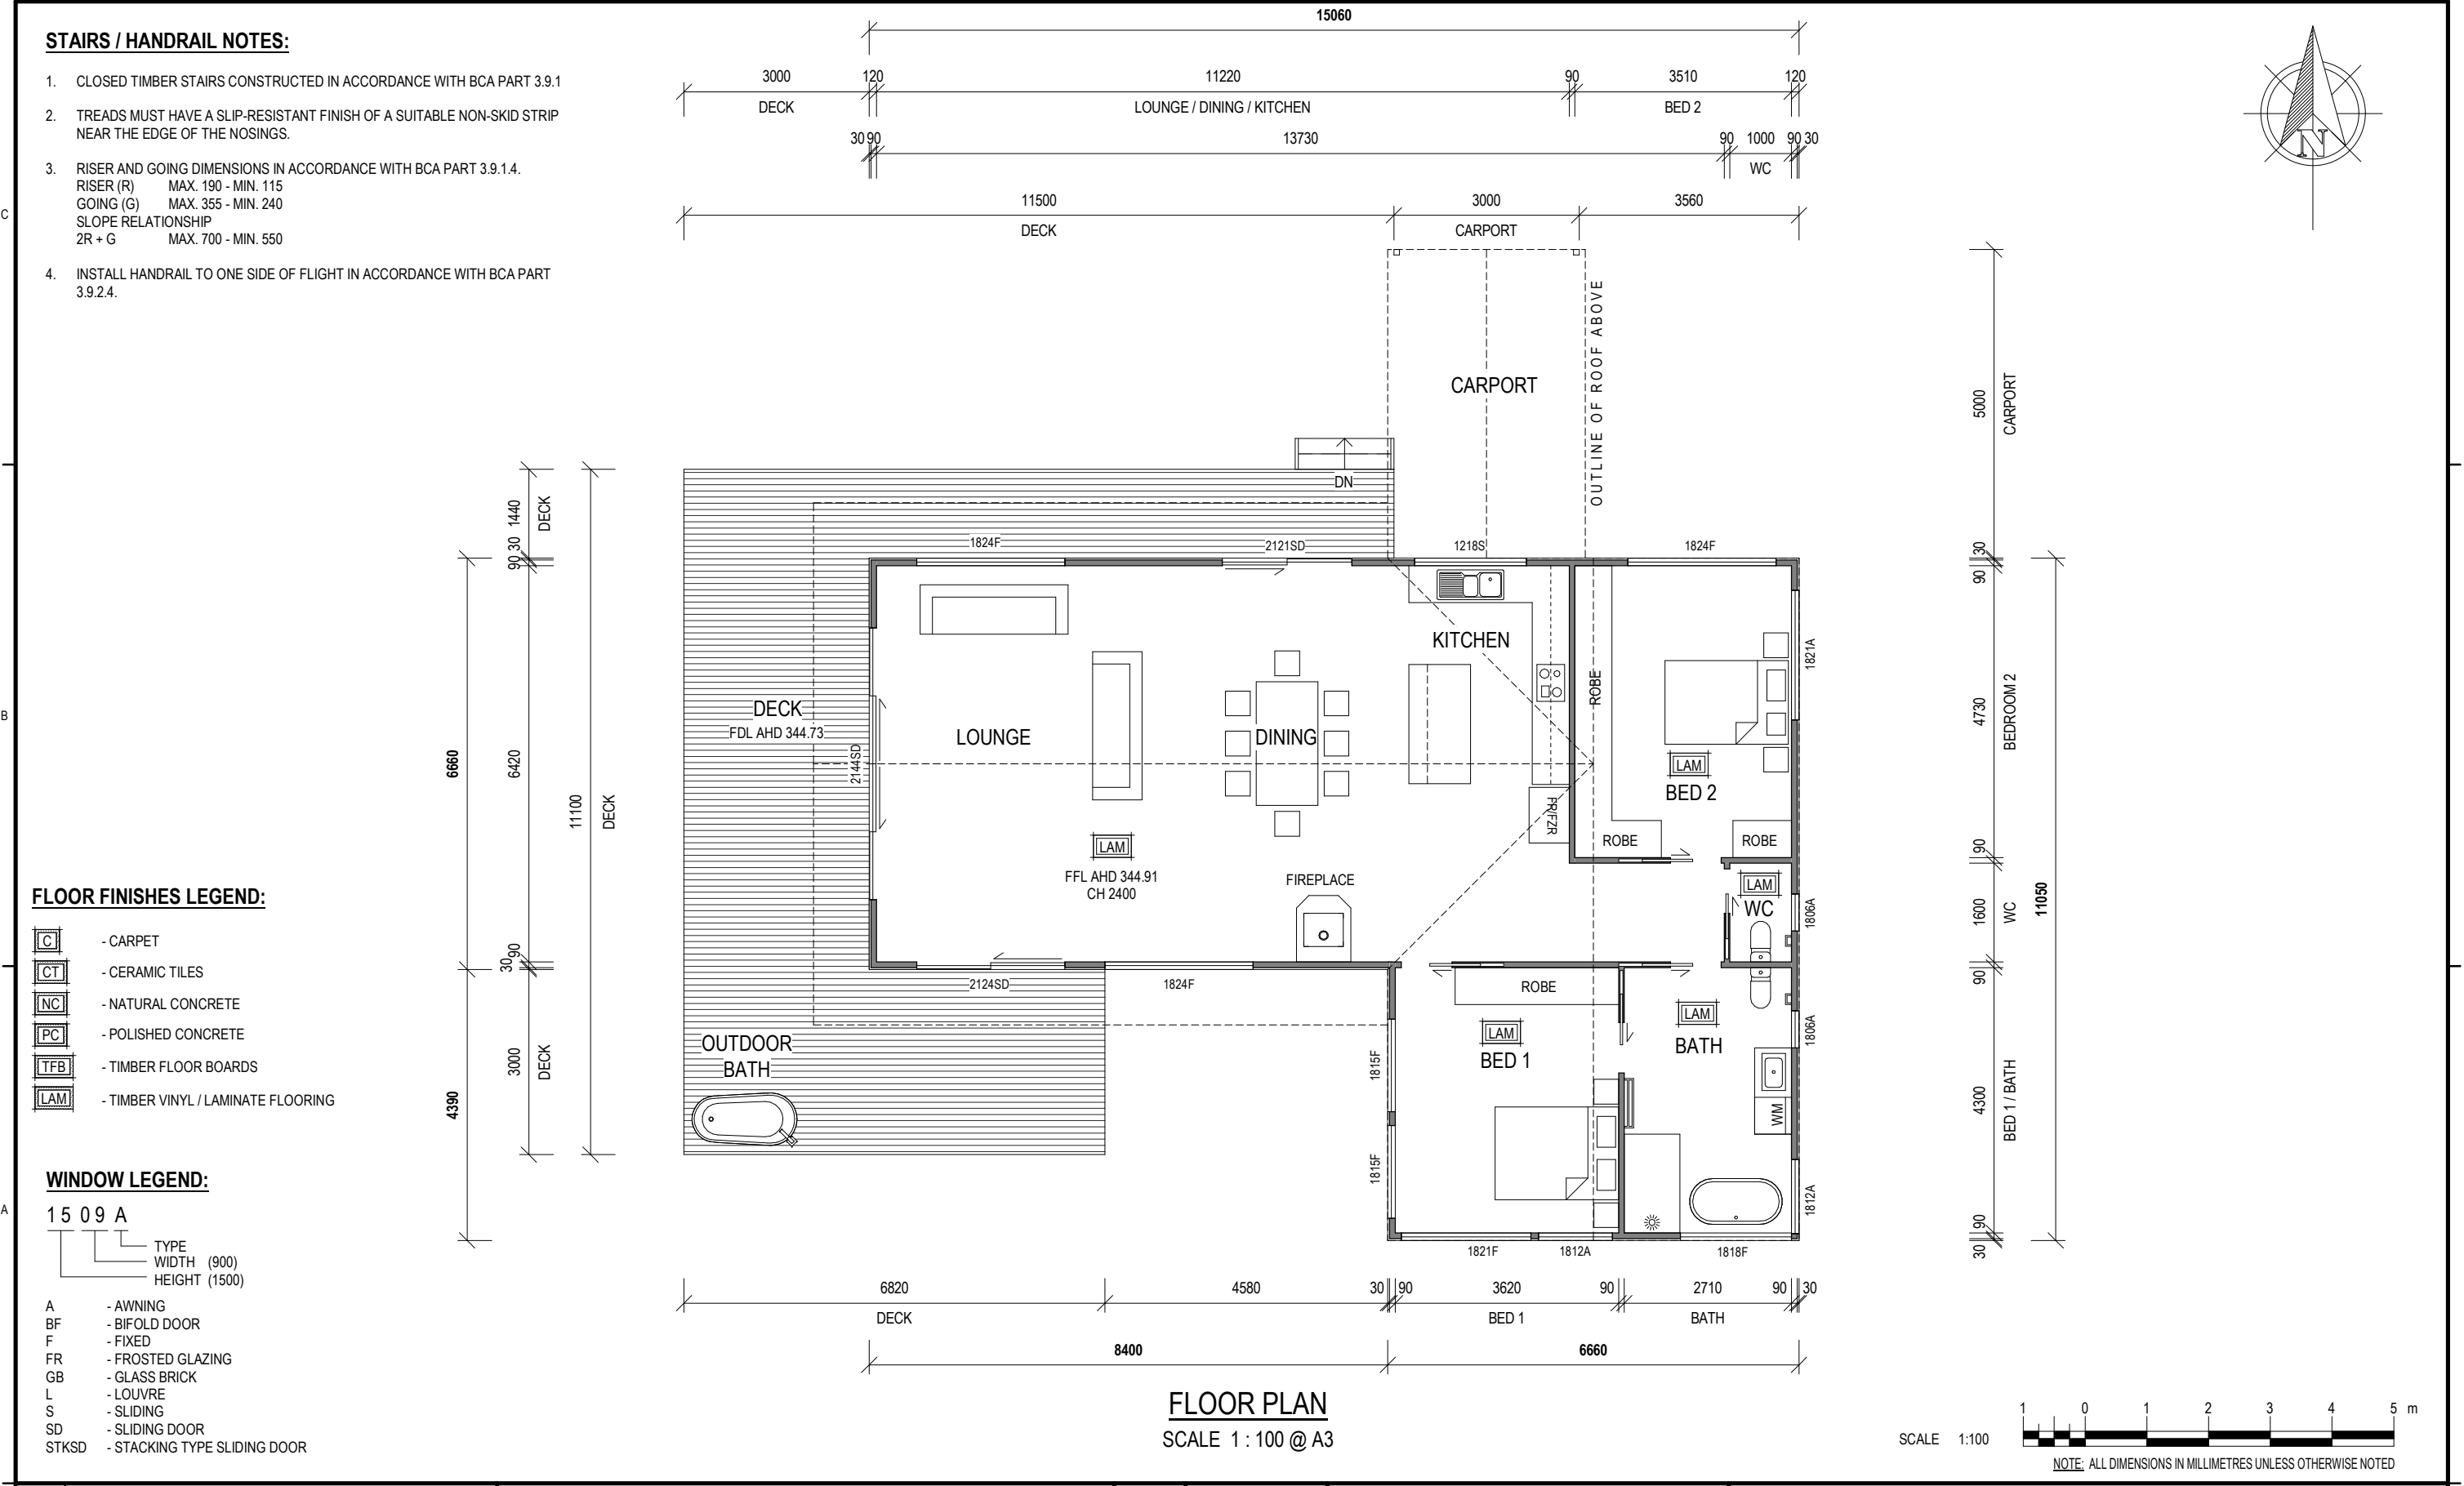 STAIRS / HANDRAIL NOTES:
1. CLOSED TIMBER STAIRS CONSTRUCTED IN ACCORDANCE WITH BCA PART 3.9.1
2. TREADS MUST HAVE A SLIP-RESISTANT FINISH OF A SUITABLE NON-SKID STRIP
NEAR THE EDGE OF THE NOSINGS.
3. RISER AND GOING DIMENSIONS IN ACCORDANCE WITH BCA PART 3.9.1.4.
RISER (R) MAX. 190 - MIN. 115
GOING (G) MAX. 355 - MIN. 240
SLOPE RELATIONSHIP
2R + G MAX. 700 - MIN. 550
4. INSTALL HANDRAIL TO ONE SIDE OF FLIGHT IN ACCORDANCE WITH BCA PART
3.9.2.4.
15060
3000 120 11220 90 3510 120
DECK LOUNGE / DINING / KITCHEN BED 2
30 90 13730 90 1000 90 30
WC
11500 3000 3560
DECK CARPORT
N
C
B
A
CARPORT
OUTLINE OF ROOF ABOVE
DN
1824F 2121SD 1218S 1824F
KITCHEN
ROBE
1821A
DECK
FDL AHD 344.73
2144SD
LOUNGE
DINING
LAM
BED 2
FR/FZR
ROBE ROBE
LAM
FFL AHD 344.91
CH 2400
FIREPLACE
LAM
WC
1806A
2124SD 1824F
ROBE
LAM
BED 1
LAM
BATH
1806A
OUTDOOR
BATH
1815F
1815F
WM
1812A
1821F 1812A 1818F
1440 DECK
90 30
6660
6420
11100 DECK
30 90
3000 DECK
4390
5000 CARPORT
30
90
4730 BEDROOM 2
90
1600 WC
11050
90
4300 BED 1 / BATH
90
30
6820 4580 30 90 3620 90 2710 90 30
DECK BED 1 BATH
8400 6660
FLOOR PLAN
SCALE 1 : 100 @ A3
FLOOR FINISHES LEGEND:
C - CARPET
CT - CERAMIC TILES
NC - NATURAL CONCRETE
PC - POLISHED CONCRETE
TFB - TIMBER FLOOR BOARDS
LAM - TIMBER VINYL / LAMINATE FLOORING
WINDOW LEGEND:
15 09 A
TYPE
WIDTH (900)
HEIGHT (1500)
A - AWNING
BF - BIFOLD DOOR
F - FIXED
FR - FROSTED GLAZING
GB - GLASS BRICK
L - LOUVRE
S - SLIDING
SD - SLIDING DOOR
STKSD - STACKING TYPE SLIDING DOOR
1 0 1 2 3 4 5 m
SCALE 1:100
NOTE: ALL DIMENSIONS IN MILLIMETRES UNLESS OTHERWISE NOTED